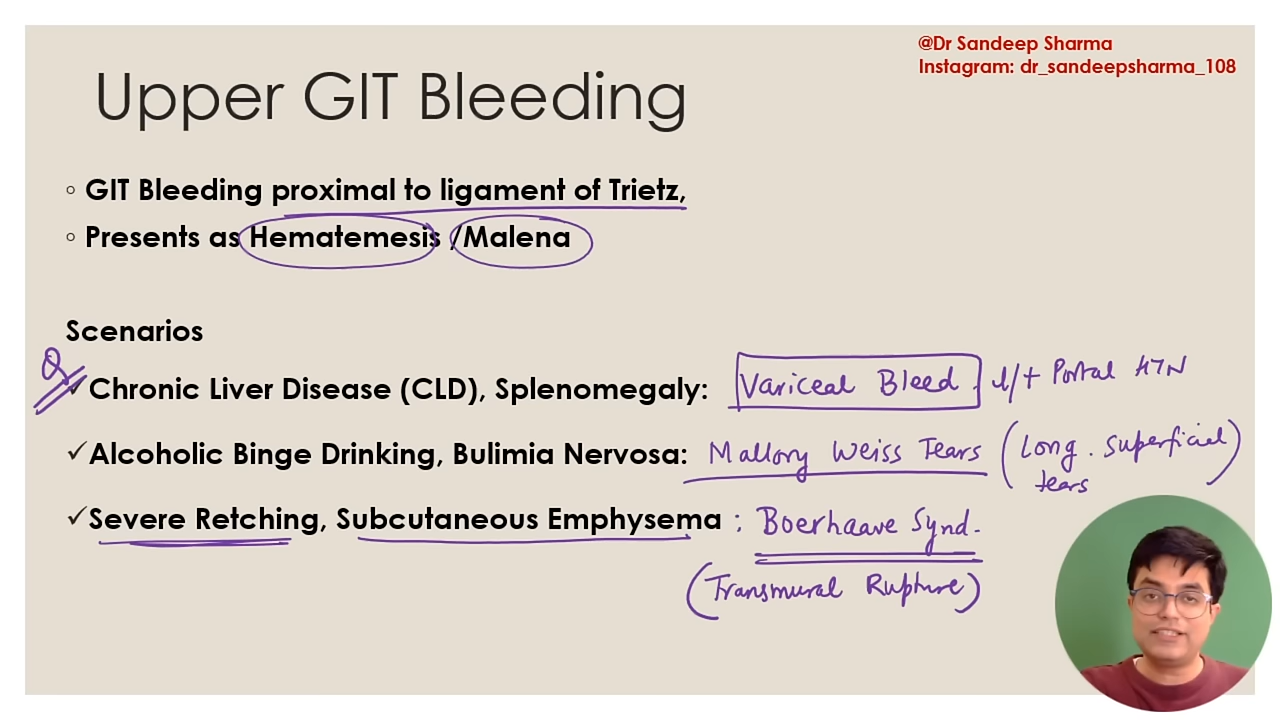 @Dr Sandeep Sharma
Instagram: dr_sandeepsharma_108
Upper GIT Bleeding
◦ GIT Bleeding proximal to ligament of Trietz,
◦ Presents as Hematemesis /Malena
Scenarios
Q
✓Chronic Liver Disease (CLD), Splenomegaly: Variceal Bleed. d/t Portal HTN
✓Alcoholic Binge Drinking, Bulimia Nervosa: Mallory Weiss Tears (Long. superficial
tears)
✓Severe Retching, Subcutaneous Emphysema : Boerhaave Synd.
(Transmural Rupture)